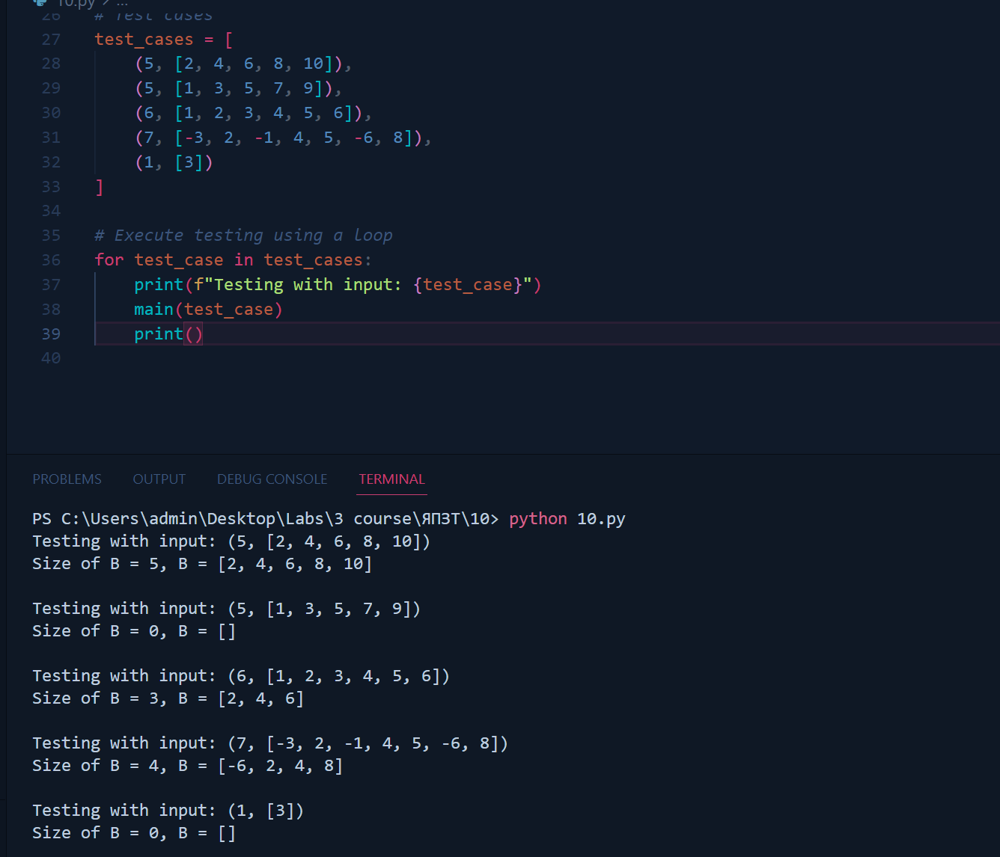 10.py > ...
26 # Test cases
27 test_cases = [
28 (5, [2, 4, 6, 8, 10]),
29 (5, [1, 3, 5, 7, 9]),
30 (6, [1, 2, 3, 4, 5, 6]),
31 (7, [-3, 2, -1, 4, 5, -6, 8]),
32 (1, [3])
33 ]
34
35 # Execute testing using a loop
36 for test_case in test_cases:
37 print(f"Testing with input: {test_case}")
38 main(test_case)
39 print()
40
PROBLEMS OUTPUT DEBUG CONSOLE TERMINAL
PS C:\Users\admin\Desktop\Labs\3 course\ЯПЗТ\10> python 10.py
Testing with input: (5, [2, 4, 6, 8, 10])
Size of B = 5, B = [2, 4, 6, 8, 10]
Testing with input: (5, [1, 3, 5, 7, 9])
Size of B = 0, B = []
Testing with input: (6, [1, 2, 3, 4, 5, 6])
Size of B = 3, B = [2, 4, 6]
Testing with input: (7, [-3, 2, -1, 4, 5, -6, 8])
Size of B = 4, B = [-6, 2, 4, 8]
Testing with input: (1, [3])
Size of B = 0, B = []